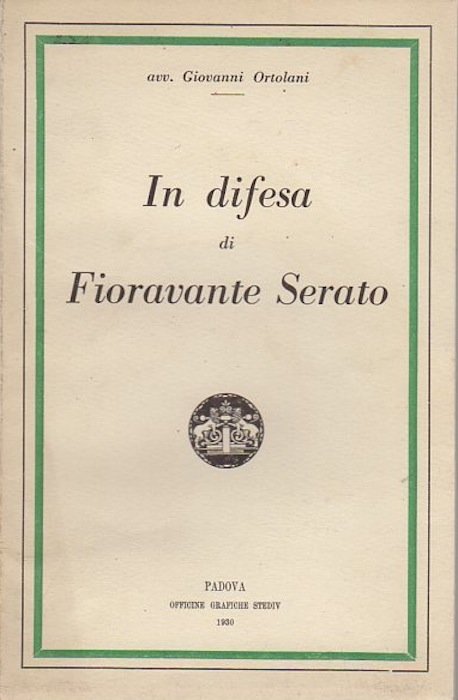 avv. Giovanni Ortolani
In difesa
di
Fioravante Serato
PADOVA
OFFICINE GRAFICHE STEDIV
1930